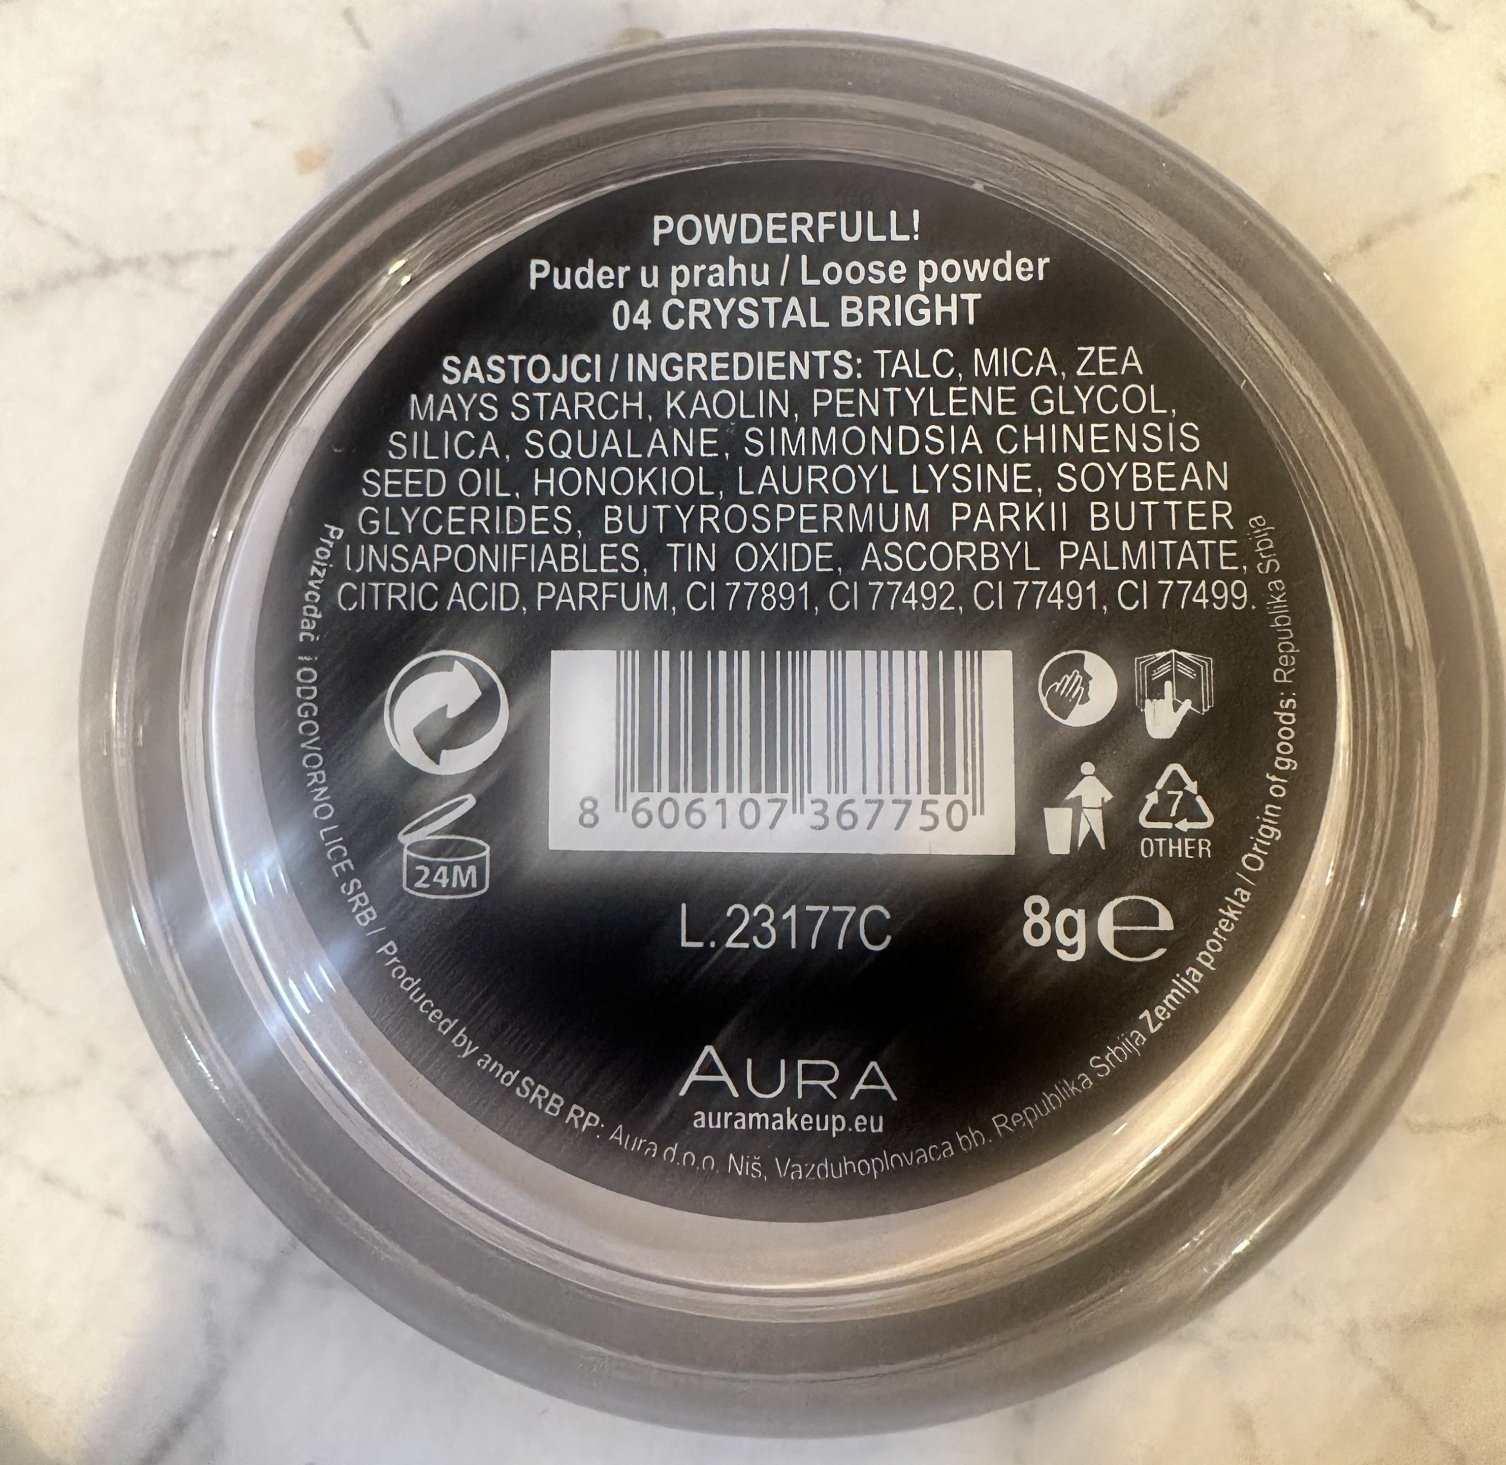 POWDERFULL!
Puder u prahu / Loose powder
04 CRYSTAL BRIGHT
SASTOJCI / INGREDIENTS: TALC, MICA, ZEA
MAYS STARCH, KAOLIN, PENTYLENE GLYCOL,
SILICA, SQUALANE, SIMMONDSIA CHINENSIS
SEED OIL, HONOKIOL, LAUROYL LYSINE, SOYBEAN
GLYCERIDES, BUTYROSPERMUM PARKII BUTTER
UNSAPONIFIABLES, TIN OXIDE, ASCORBYL PALMITATE,
CITRIC ACID, PARFUM, CI 77891, CI 77492, CI 77491, CI 77499.
8 606107 367750
24M
7
OTHER
L.23177C
8g e
AURA
auramakeup.eu
Proizvođač i ODGOVORNO LICE SRB / Produced by and SRB RP: Aura d.o.o. Niš, Vazduhoplovaca bb. Republika Srbija Zemlja porekla / Origin of goods: Republika Srbija